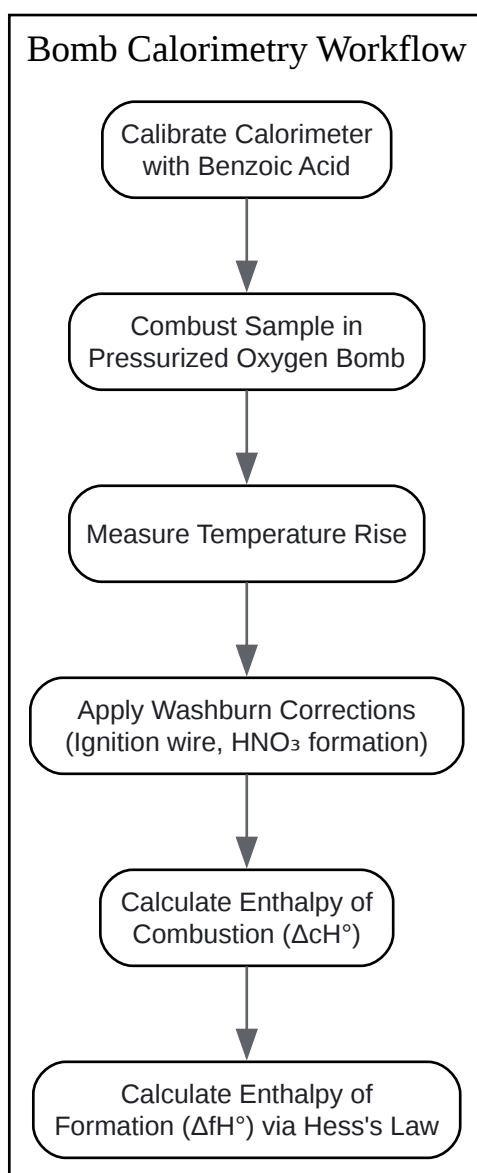 Bomb Calorimetry Workflow
Calibrate Calorimeter
with Benzoic Acid
Combust Sample in
Pressurized Oxygen Bomb
Measure Temperature Rise
Apply Washburn Corrections
(Ignition wire, HNO₃ formation)
Calculate Enthalpy of
Combustion (ΔcH°)
Calculate Enthalpy of
Formation (ΔfH°) via Hess's Law